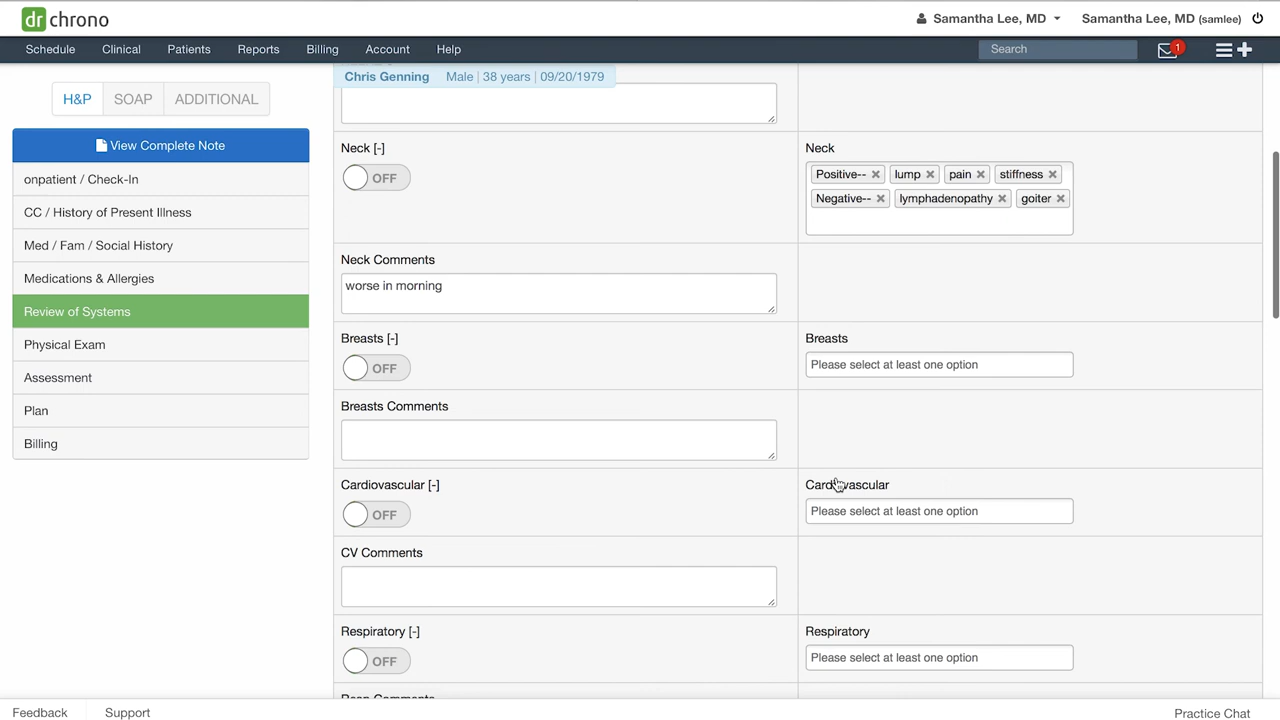 drchrono
Samantha Lee, MD
Samantha Lee, MD (samlee)
Schedule Clinical Patients Reports Billing Account Help
Search
1
H&P SOAP ADDITIONAL
View Complete Note
onpatient / Check-In
CC / History of Present Illness
Med / Fam / Social History
Medications & Allergies
Review of Systems
Physical Exam
Assessment
Plan
Billing
Chris Genning Male | 38 years | 09/20/1979
Neck [-]
OFF
Neck
Positive-- lump pain stiffness
Negative-- lymphadenopathy goiter
Neck Comments
worse in morning
Breasts [-]
OFF
Breasts
Please select at least one option
Breasts Comments
Cardiovascular [-]
OFF
Cardiovascular
Please select at least one option
CV Comments
Respiratory [-]
OFF
Respiratory
Please select at least one option
Feedback
Support
Practice Chat